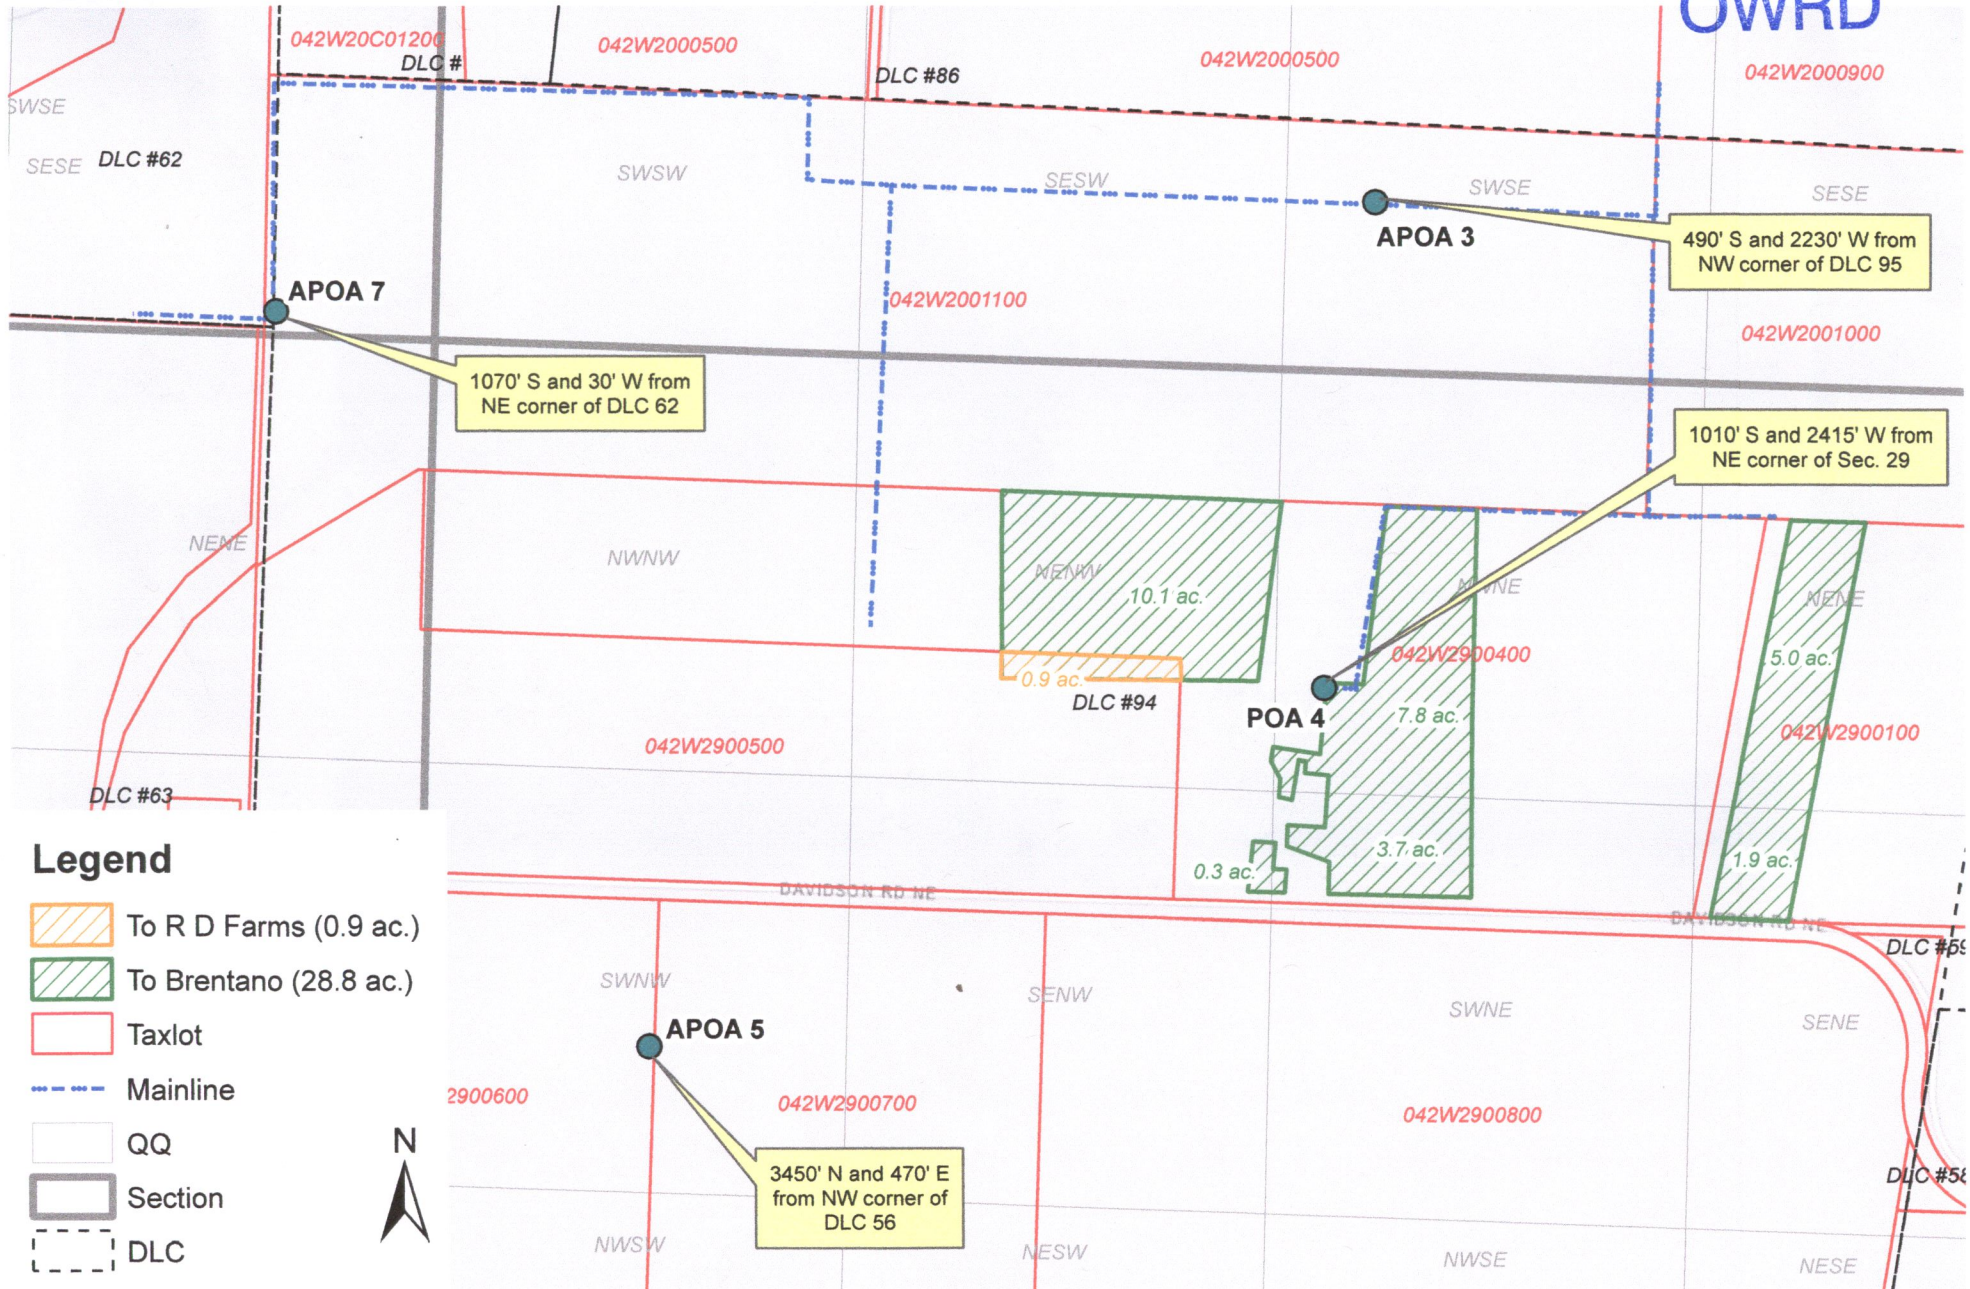 OWRD
042W20C01200
042W2000500
042W2000500
042W2000900
DLC #
DLC #86
SWSE
SESE
DLC #62
SWSW
SESW
SWSE
SESE
APOA 3
490' S and 2230' W from
NW corner of DLC 95
APOA 7
042W2001100
042W2001000
1070' S and 30' W from
NE corner of DLC 62
1010' S and 2415' W from
NE corner of Sec. 29
NENE
NWNW
NENW
10.1 ac.
NWNE
NENE
042W2900400
5.0 ac.
0.9 ac.
DLC #94
POA 4
7.8 ac.
042W2900500
042W2900100
DLC #63
3.7 ac.
0.3 ac.
1.9 ac.
DAVIDSON RD NE
DAVIDSON RD NE
DLC #59
SWNW
SENW
SWNE
SENE
APOA 5
2900600
042W2900700
042W2900800
3450' N and 470' E
from NW corner of
DLC 56
DLC #58
NWSW
NESW
NWSE
NESE
Legend
To R D Farms (0.9 ac.)
To Brentano (28.8 ac.)
Taxlot
Mainline
QQ
Section
DLC
N